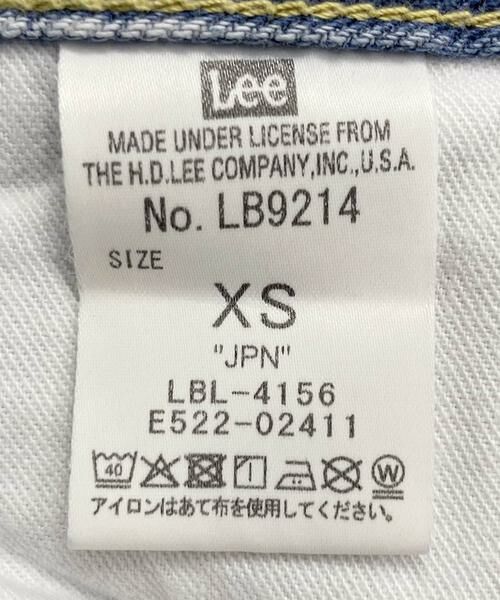 Lee
MADE UNDER LICENSE FROM
THE H.D.LEE COMPANY,INC.,U.S.A.
No. LB9214
SIZE
XS
"JPN"
LBL-4156
E522-02411
40
W
アイロンはあて布を使用してください。